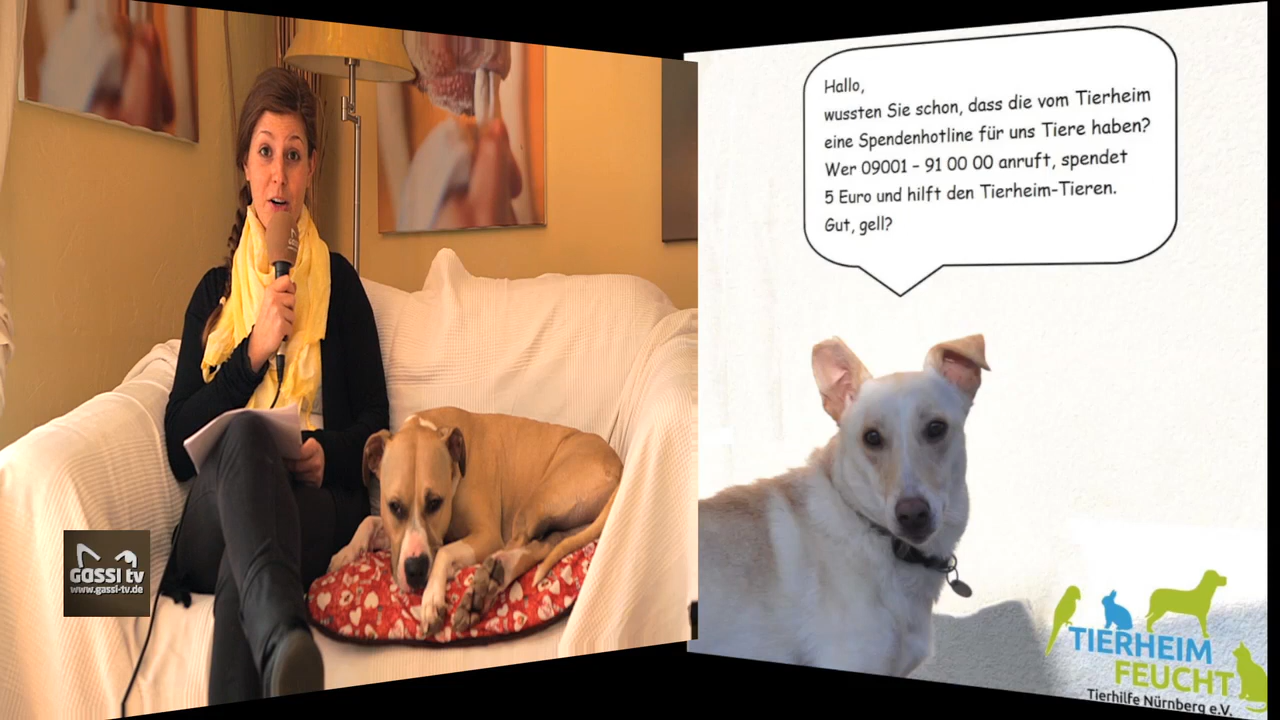 Hallo,
wussten Sie schon, dass die vom Tierheim
eine Spendenhotline für uns Tiere haben?
Wer 09001 - 91 00 00 anruft, spendet
5 Euro und hilft den Tierheim-Tieren.
Gut, gell?
GASSI tv
www.gassi-tv.de
TIERHEIM
FEUCHT
Tierhilfe Nürnberg e.V.